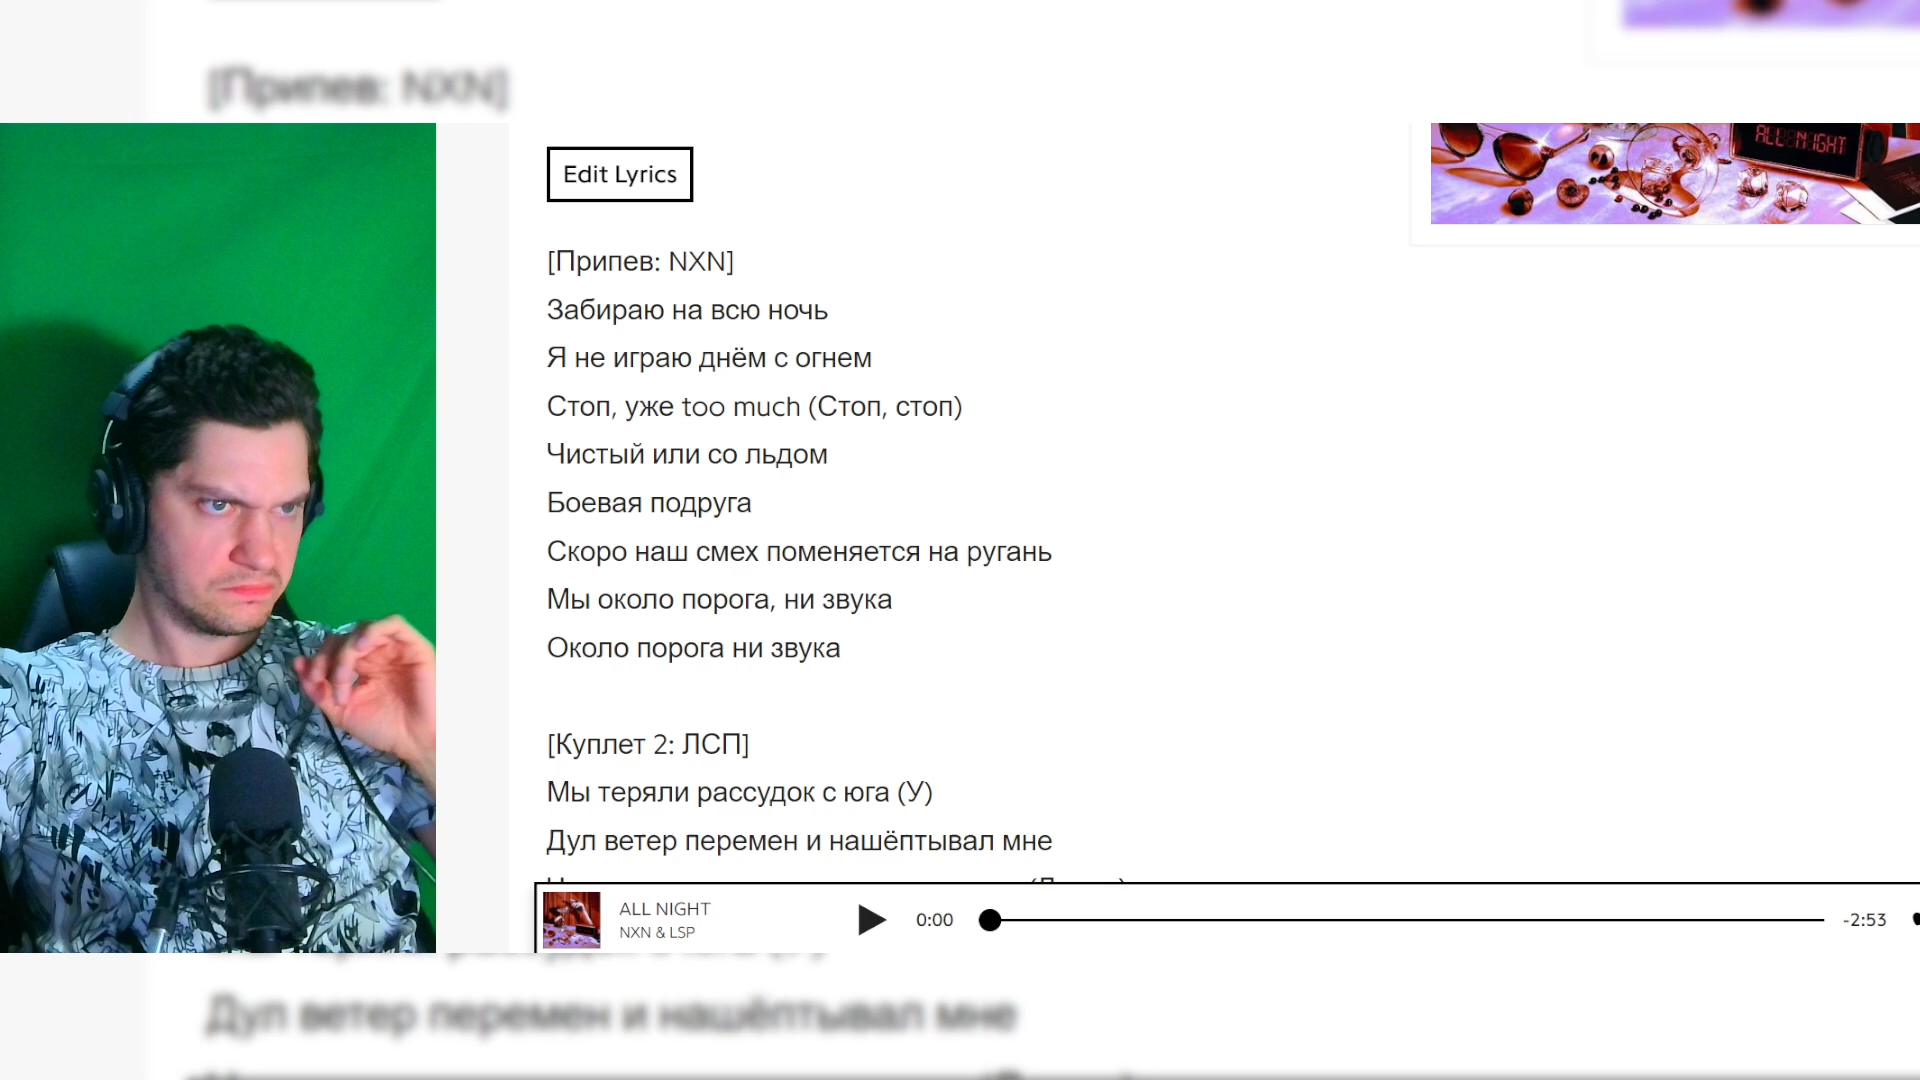 [Припев: NXN]
Edit Lyrics
ALL NIGHT
[Припев: NXN]
Забираю на всю ночь
Я не играю днём с огнем
Стоп, уже too much (Стоп, стоп)
Чистый или со льдом
Боевая подруга
Скоро наш смех поменяется на ругань
Мы около порога, ни звука
Около порога ни звука
[Куплет 2: ЛСП]
Мы теряли рассудок с юга (У)
Дул ветер перемен и нашёптывал мне
ALL NIGHT
NXN & LSP
0:00
-2:53
Дул ветер перемен и нашёптывал мне